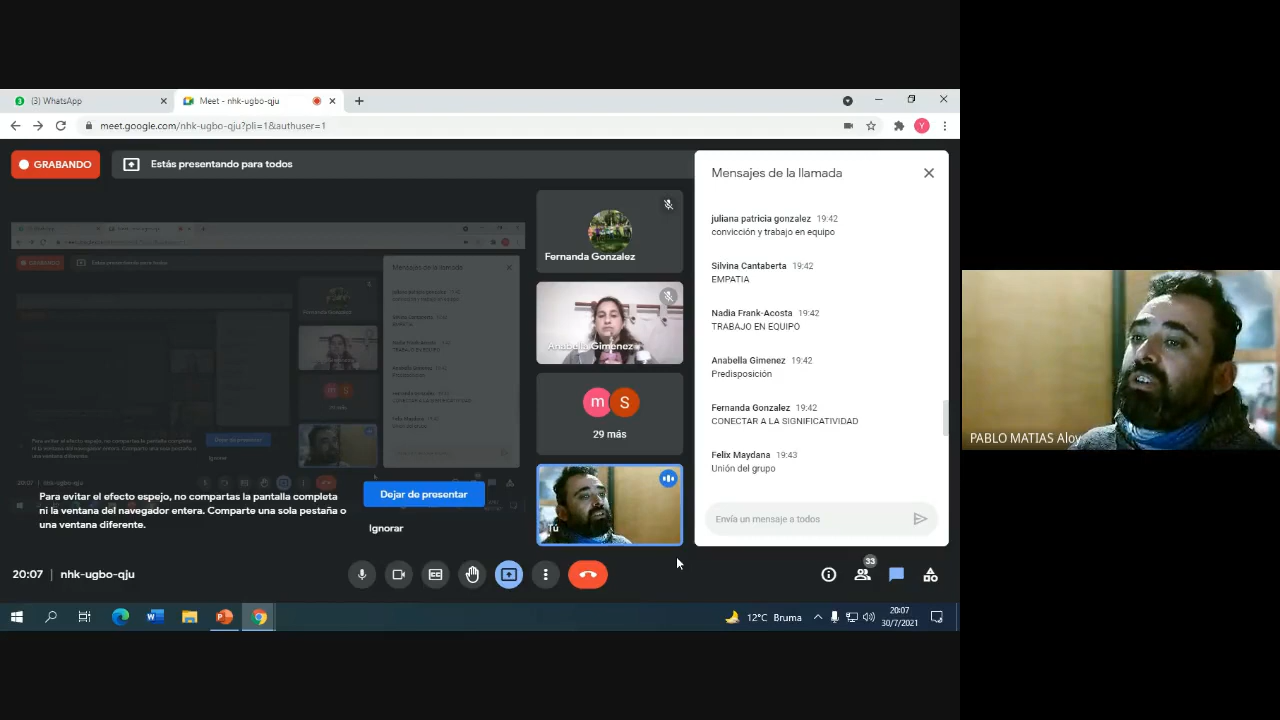 (3) WhatsApp
Meet - nhk-ugbo-qju
meet.google.com/nhk-ugbo-qju?pli=1&authuser=1
Y
GRABANDO
Estás presentando para todos
Fernanda Gonzalez
Anabella Gimenez
m S
29 más
Tú
Para evitar el efecto espejo, no compartas la pantalla completa
ni la ventana del navegador entera. Comparte una sola pestaña o
una ventana diferente.
Dejar de presentar
Ignorar
Mensajes de la llamada
juliana patricia gonzalez 19:42
convicción y trabajo en equipo
Silvina Cantaberta 19:42
EMPATIA
Nadia Frank-Acosta 19:42
TRABAJO EN EQUIPO
Anabella Gimenez 19:42
Predisposición
Fernanda Gonzalez 19:42
CONECTAR A LA SIGNIFICATIVIDAD
Felix Maydana 19:43
Unión del grupo
Envía un mensaje a todos
20:07 | nhk-ugbo-qju
33
12°C Bruma
20:07
30/7/2021
PABLO MATIAS Aloy